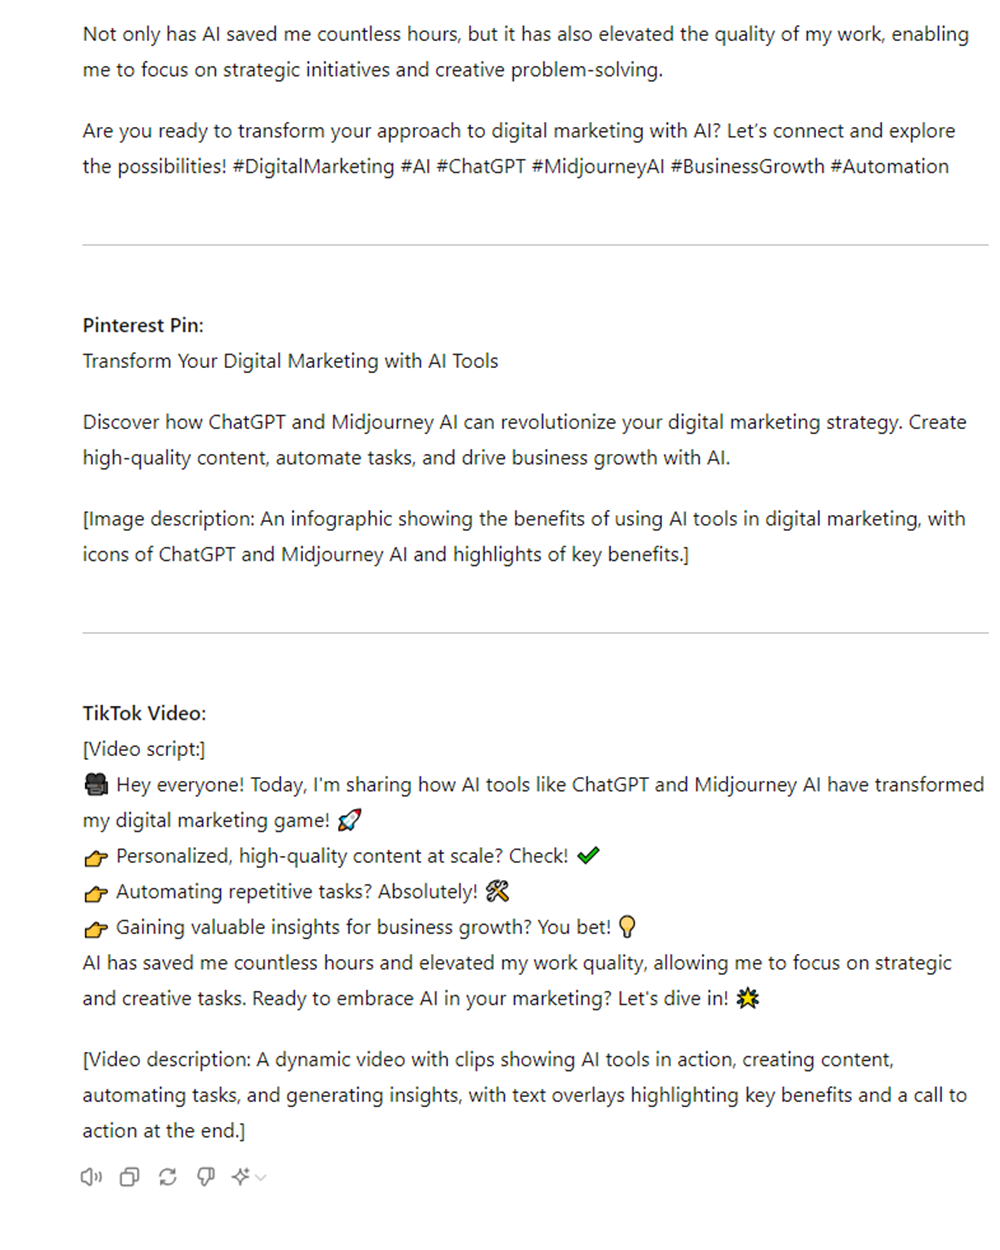 Not only has AI saved me countless hours, but it has also elevated the quality of my work, enabling
me to focus on strategic initiatives and creative problem-solving.
Are you ready to transform your approach to digital marketing with AI? Let’s connect and explore
the possibilities! #DigitalMarketing #AI #ChatGPT #MidjourneyAI #BusinessGrowth #Automation
Pinterest Pin:
Transform Your Digital Marketing with AI Tools
Discover how ChatGPT and Midjourney AI can revolutionize your digital marketing strategy. Create
high-quality content, automate tasks, and drive business growth with AI.
[Image description: An infographic showing the benefits of using AI tools in digital marketing, with
icons of ChatGPT and Midjourney AI and highlights of key benefits.]
TikTok Video:
[Video script:]
🎥 Hey everyone! Today, I'm sharing how AI tools like ChatGPT and Midjourney AI have transformed
my digital marketing game! 🚀
👉 Personalized, high-quality content at scale? Check! ✔️
👉 Automating repetitive tasks? Absolutely! 🛠️
👉 Gaining valuable insights for business growth? You bet! 💡
AI has saved me countless hours and elevated my work quality, allowing me to focus on strategic
and creative tasks. Ready to embrace AI in your marketing? Let's dive in! 🌟
[Video description: A dynamic video with clips showing AI tools in action, creating content,
automating tasks, and generating insights, with text overlays highlighting key benefits and a call to
action at the end.]